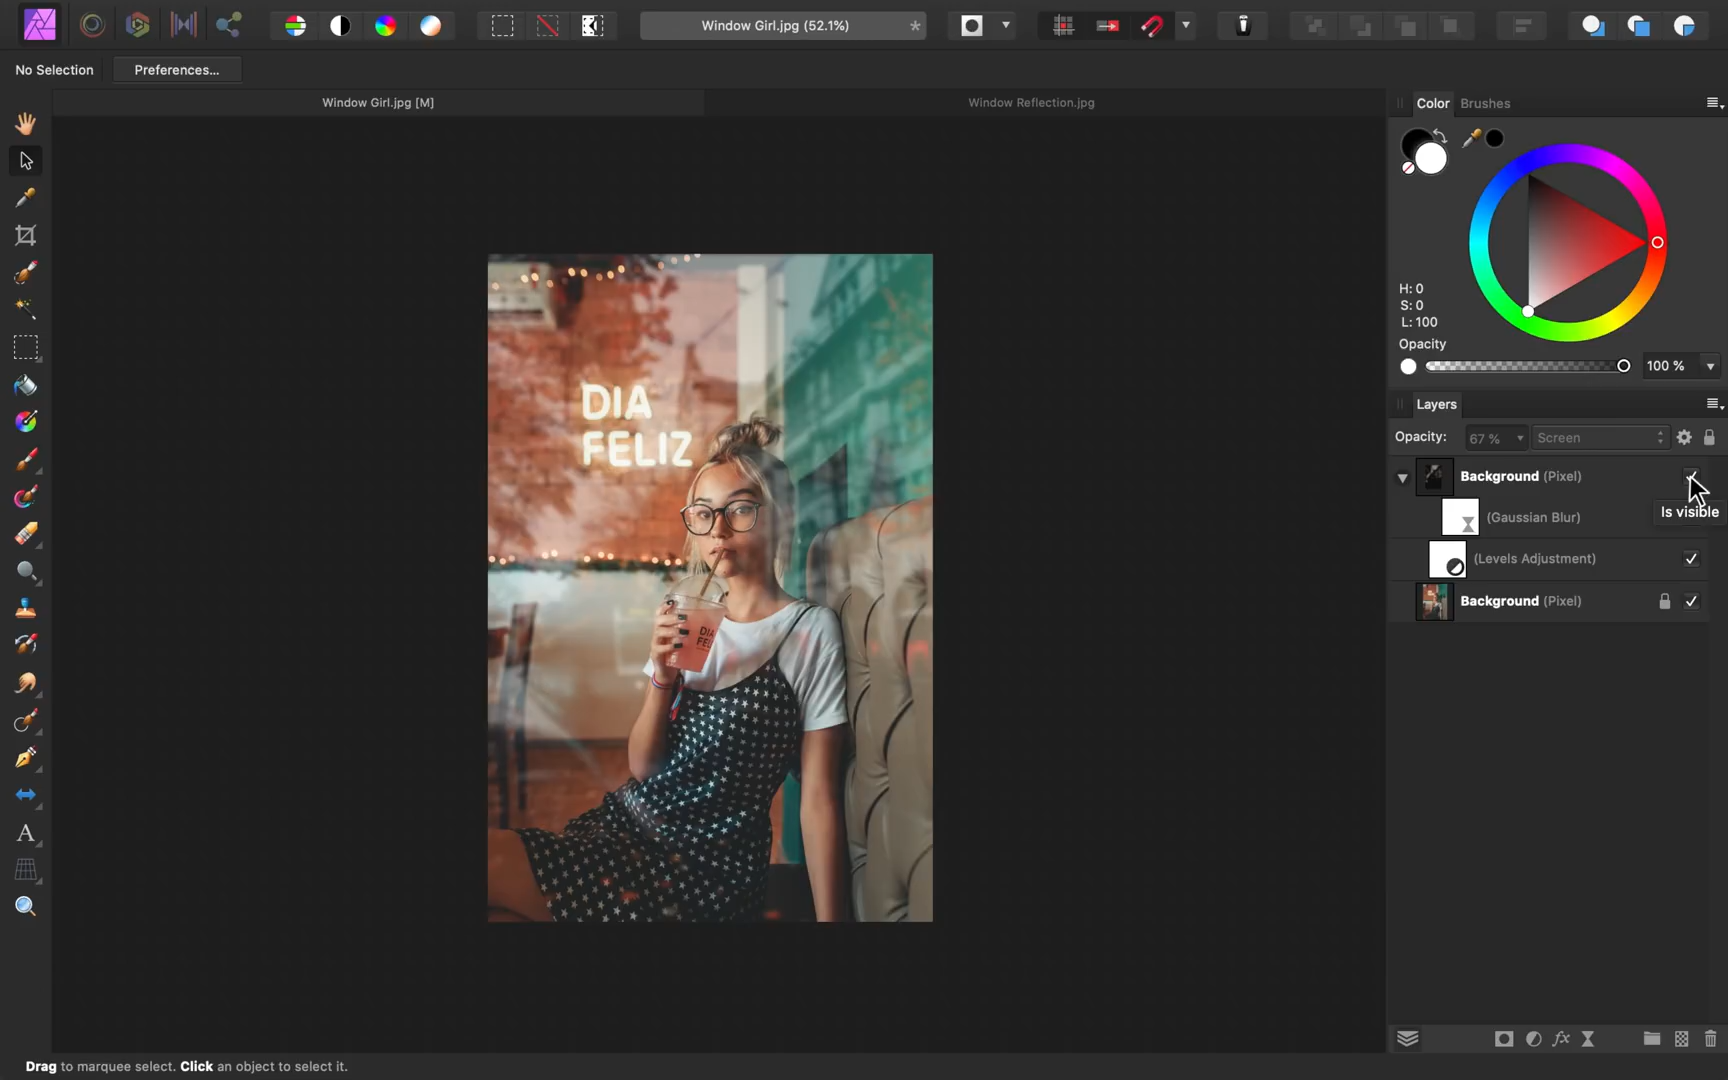 Window Girl.jpg (52.1%)
*
No Selection
Preferences...
Window Girl.jpg [M]
Window Reflection.jpg
Color
Brushes
H: 0
S: 0
L: 100
Opacity
100 %
Layers
Opacity:
67 %
Screen
Background (Pixel)
Is visible
(Gaussian Blur)
(Levels Adjustment)
Background (Pixel)
DIA
FELIZ
A
Drag to marquee select. Click an object to select it.